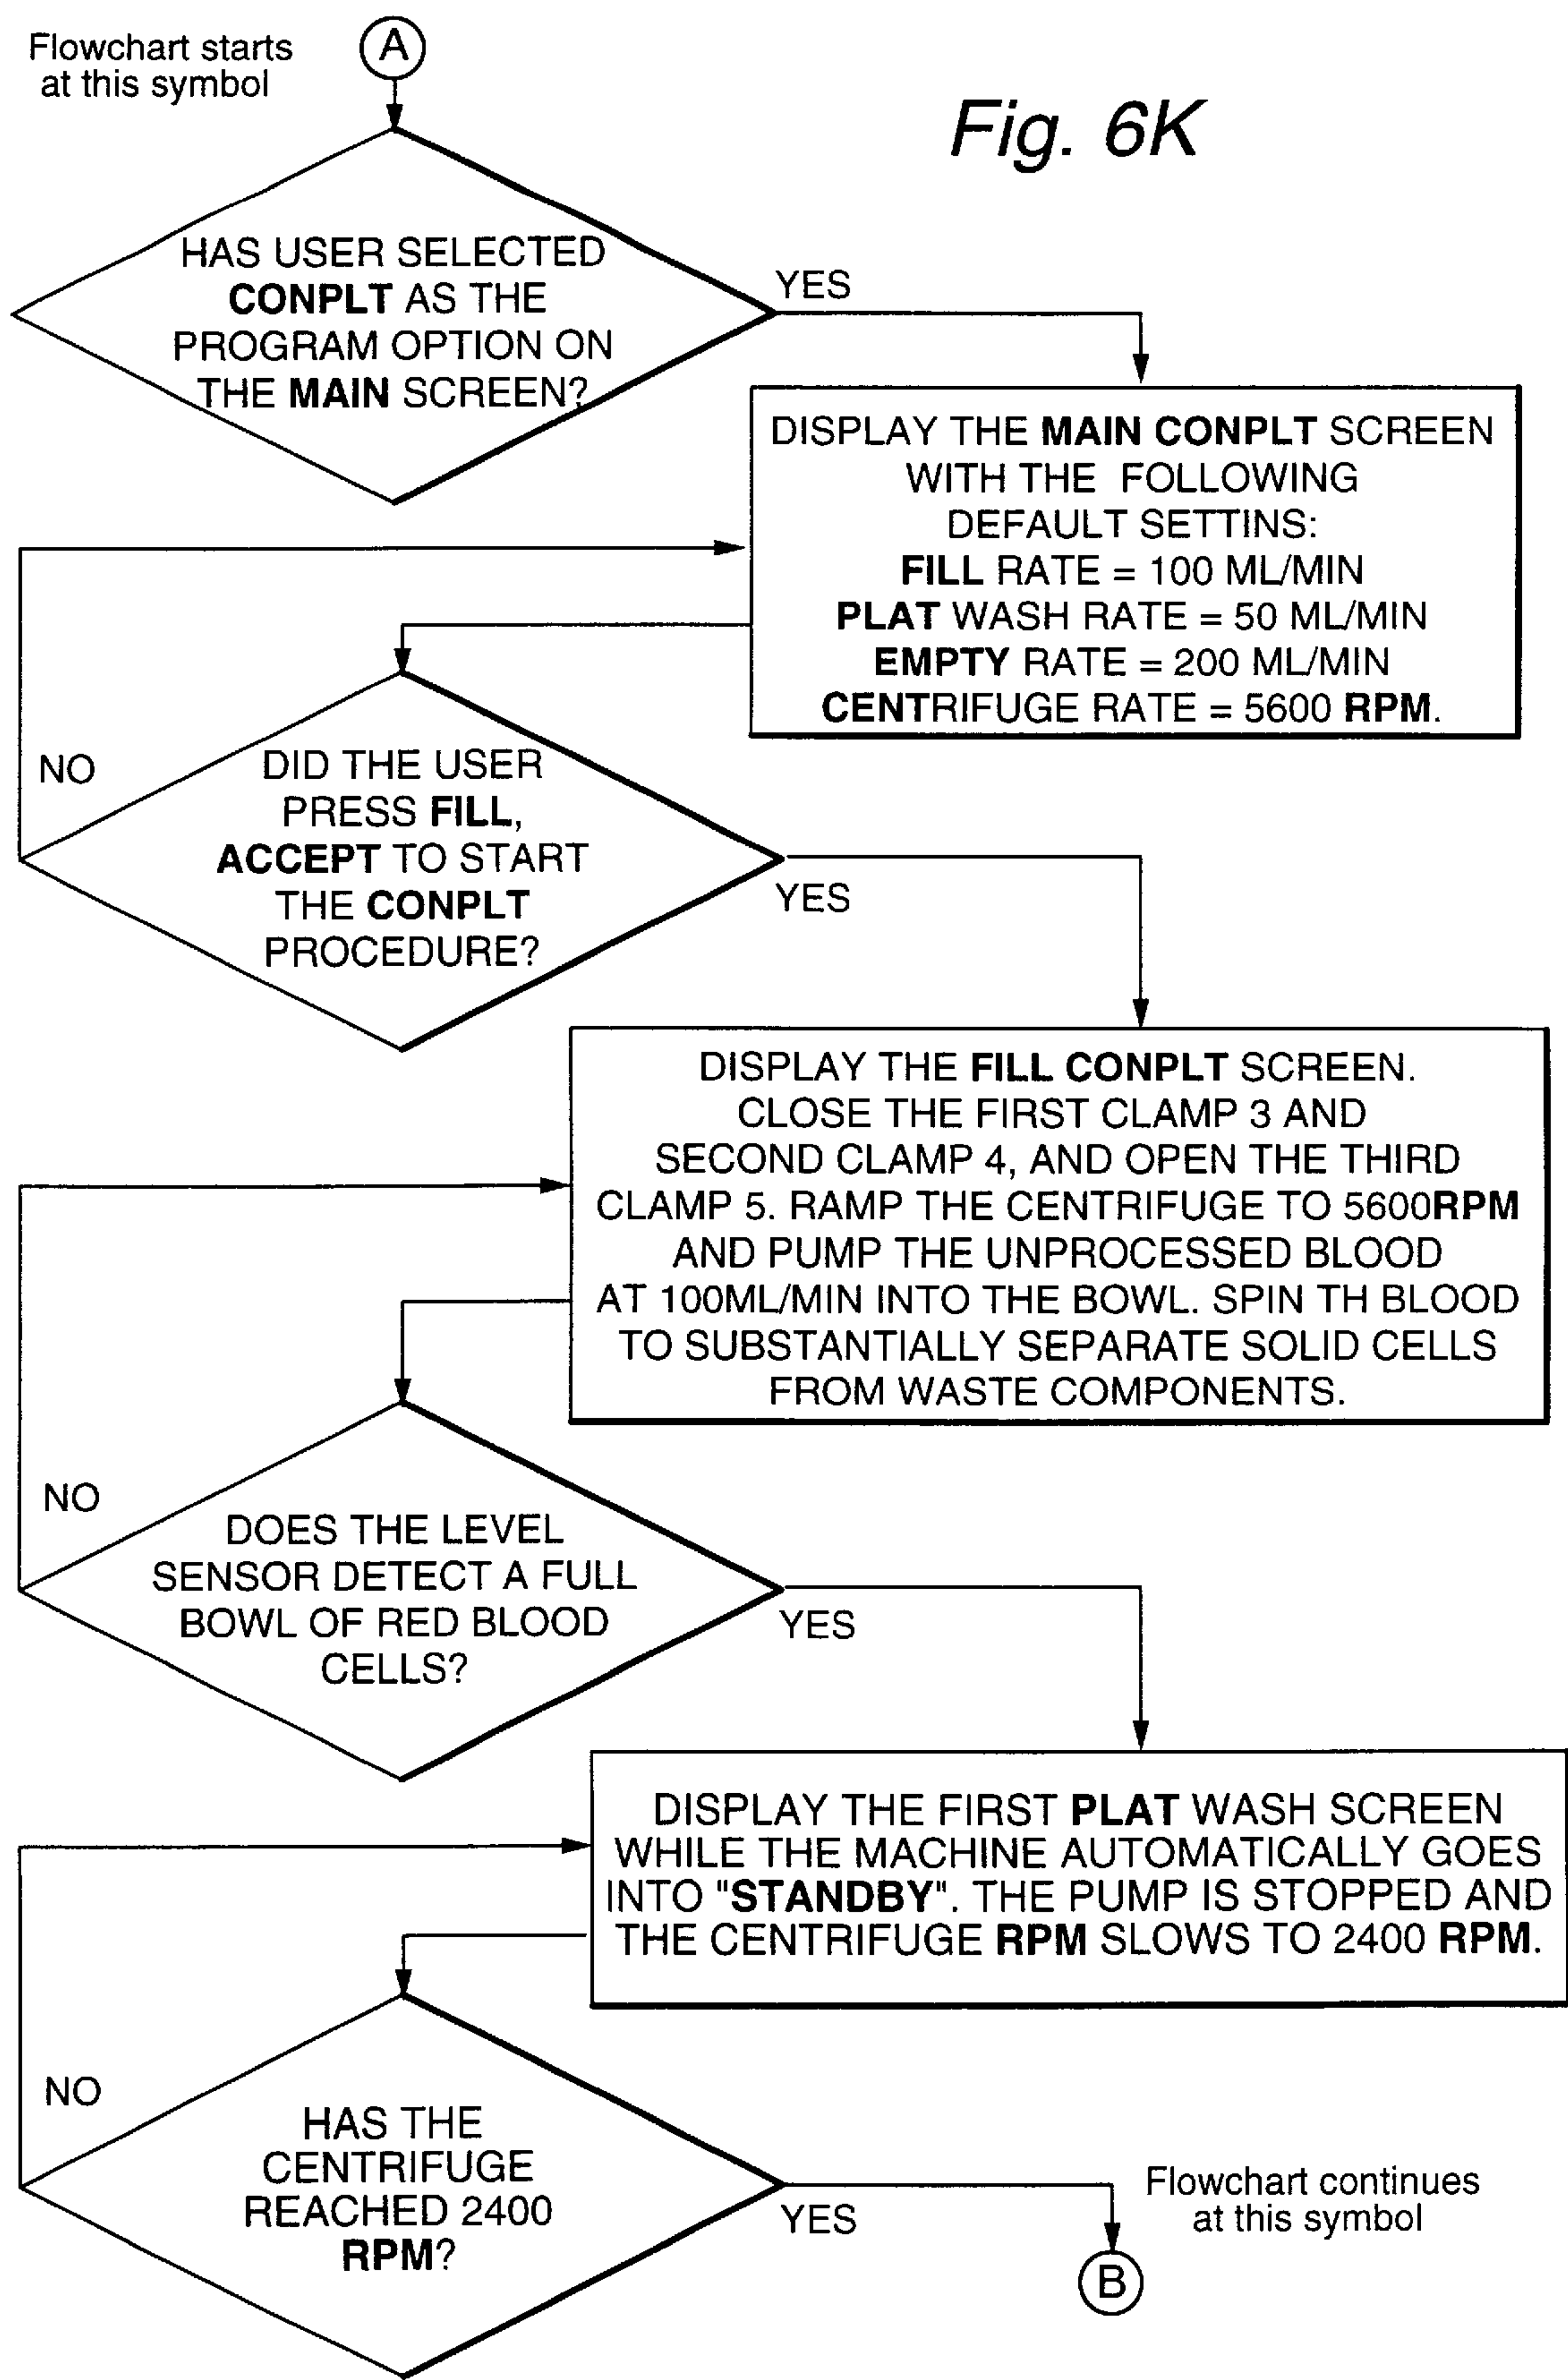 Flowchart starts
at this symbol
A
Fig. 6K
HAS USER SELECTED
CONPLT AS THE
PROGRAM OPTION ON
THE MAIN SCREEN?
YES
DISPLAY THE MAIN CONPLT SCREEN
WITH THE FOLLOWING
DEFAULT SETTINS:
FILL RATE = 100 ML/MIN
PLAT WASH RATE = 50 ML/MIN
EMPTY RATE = 200 ML/MIN
CENTRIFUGE RATE = 5600 RPM.
NO
DID THE USER
PRESS FILL,
ACCEPT TO START
THE CONPLT
PROCEDURE?
YES
DISPLAY THE FILL CONPLT SCREEN.
CLOSE THE FIRST CLAMP 3 AND
SECOND CLAMP 4, AND OPEN THE THIRD
CLAMP 5. RAMP THE CENTRIFUGE TO 5600RPM
AND PUMP THE UNPROCESSED BLOOD
AT 100ML/MIN INTO THE BOWL. SPIN TH BLOOD
TO SUBSTANTIALLY SEPARATE SOLID CELLS
FROM WASTE COMPONENTS.
NO
DOES THE LEVEL
SENSOR DETECT A FULL
BOWL OF RED BLOOD
CELLS?
YES
DISPLAY THE FIRST PLAT WASH SCREEN
WHILE THE MACHINE AUTOMATICALLY GOES
INTO "STANDBY". THE PUMP IS STOPPED AND
THE CENTRIFUGE RPM SLOWS TO 2400 RPM.
NO
HAS THE
CENTRIFUGE
REACHED 2400
RPM?
YES
Flowchart continues
at this symbol
B